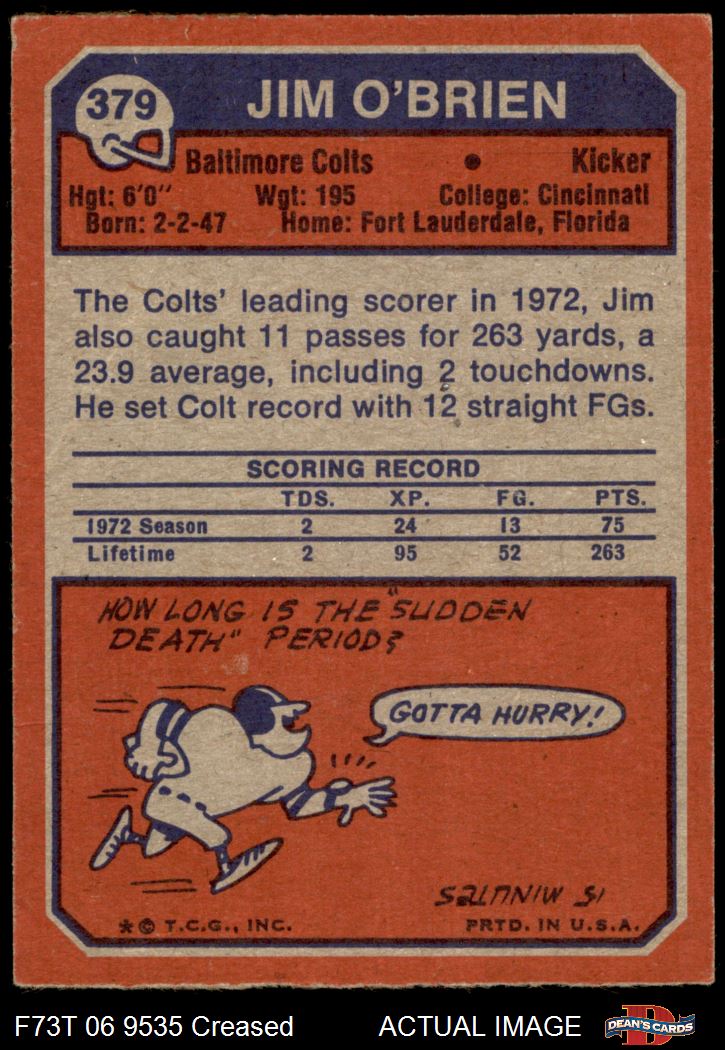 379
JIM O'BRIEN
Baltimore Colts • Kicker
Hgt: 6'0" Wgt: 195 College: Cincinnati
Born: 2-2-47 Home: Fort Lauderdale, Florida
The Colts' leading scorer in 1972, Jim
also caught 11 passes for 263 yards, a
23.9 average, including 2 touchdowns.
He set Colt record with 12 straight FGs.
SCORING RECORD
TDS. XP. FG. PTS.
1972 Season 2 24 13 75
Lifetime 2 95 52 263
HOW LONG IS THE "SUDDEN
DEATH" PERIOD?
GOTTA HURRY!
15 MINUTES
*© T.C.G., INC. PRTD. IN U.S.A.
F73T 06 9535 Creased ACTUAL IMAGE
D
DEAN'S CARDS